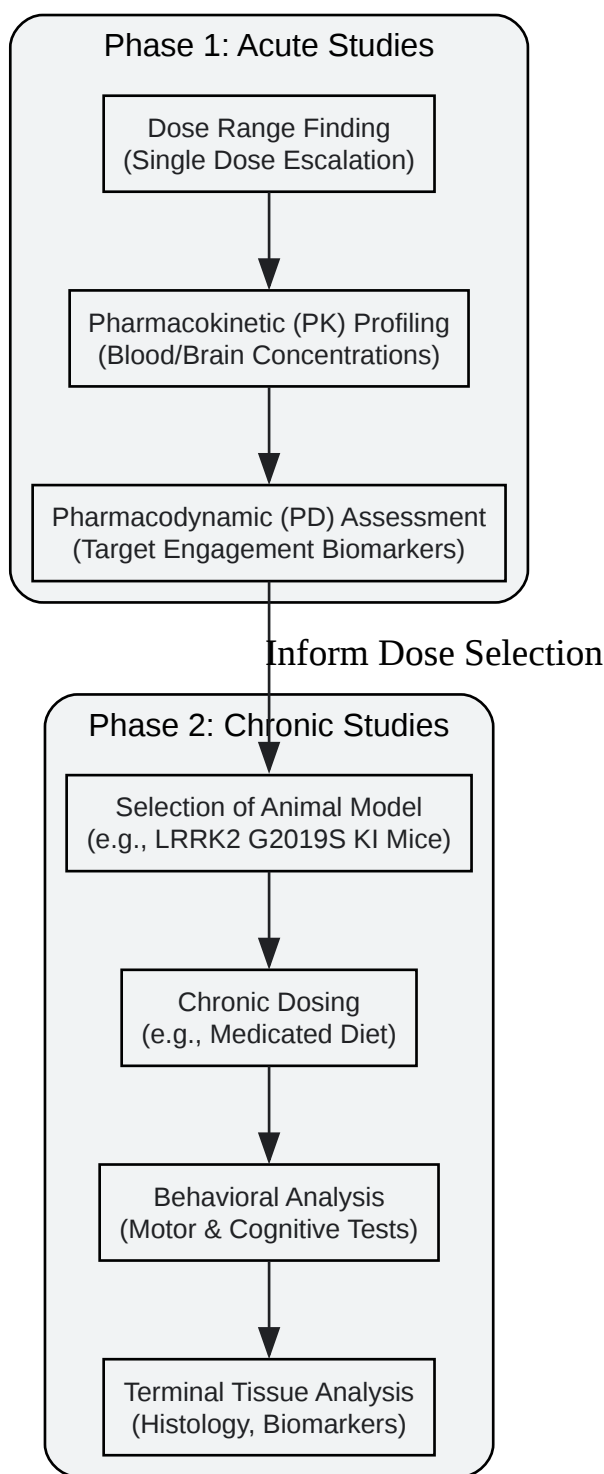 Phase 1: Acute Studies
Dose Range Finding
(Single Dose Escalation)
Pharmacokinetic (PK) Profiling
(Blood/Brain Concentrations)
Pharmacodynamic (PD) Assessment
(Target Engagement Biomarkers)
Inform Dose Selection
Phase 2: Chronic Studies
Selection of Animal Model
(e.g., LRRK2 G2019S KI Mice)
Chronic Dosing
(e.g., Medicated Diet)
Behavioral Analysis
(Motor & Cognitive Tests)
Terminal Tissue Analysis
(Histology, Biomarkers)